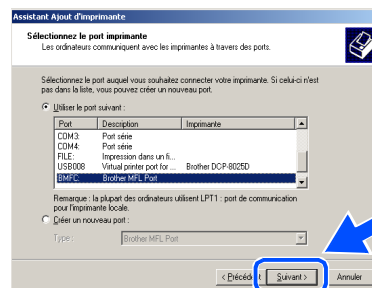 Assistant Ajout d'imprimante
Sélectionnez le port imprimante
Les ordinateurs communiquent avec les imprimantes à travers des ports.
Sélectionnez le port auquel vous souhaitez connecter votre imprimante. Si celui-ci n'est
pas dans la liste, vous pouvez créer un nouveau port.
Utiliser le port suivant :
Port Description Imprimante
COM3: Port série
COM4: Port série
FILE: Impression dans un fi...
USB008 Virtual printer port for ... Brother DCP-8025D
BMFC: Brother MFL Port
Remarque : la plupart des ordinateurs utilisent LPT1 : port de communication
pour l'imprimante locale.
Créer un nouveau port :
Type : Brother MFL Port
< Précédent Suivant > Annuler